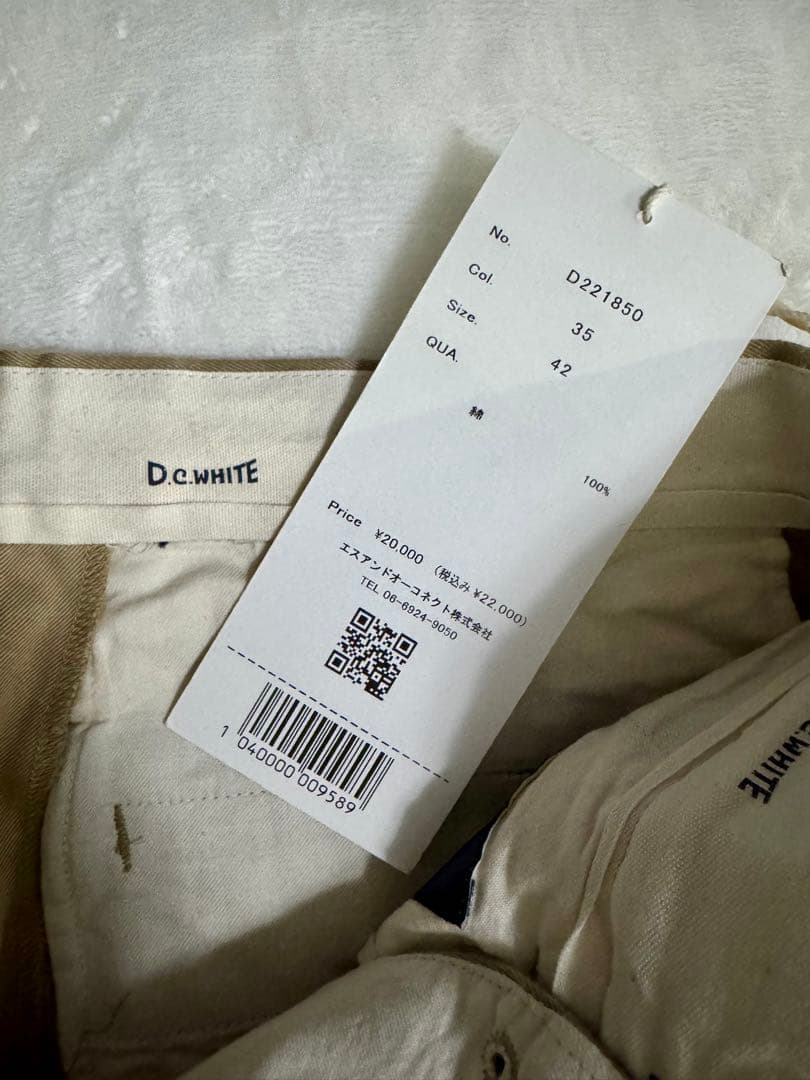 No. D221850
Col. 35
Size. 42
QUA.
綿
100%
Price ¥20,000 (税込み¥22,000)
エスアンドオーコネクト株式会社
TEL 06-6924-9050
1 040000 009589
D.C.WHITE
.WHITE